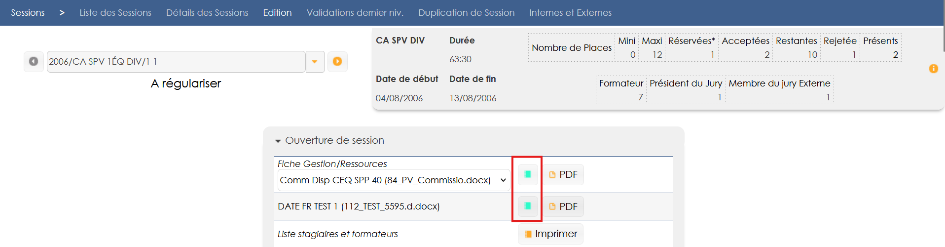 Sessions > Liste des Sessions Détails des Sessions Edition Validations dernier niv. Duplication de Session Internes et Externes
2006/CA SPV 1ÉQ DIV/1 1
A régulariser
CA SPV DIV Durée
63:30
Date de début Date de fin
04/08/2006 13/08/2006
Mini Maxi Réservées* Acceptées Restantes Rejetée Présents
Nombre de Places 0 12 1 2 10 1 2
Formateur Président du Jury Membre du jury Externe
7 1 1
Ouverture de session
Fiche Gestion/Ressources
Comm Disp CEQ SPP 40 (84_PV_Commissio.docx) PDF
DATE FR TEST 1 (112_TEST_5595.d.docx) PDF
Liste stagiaires et formateurs Imprimer